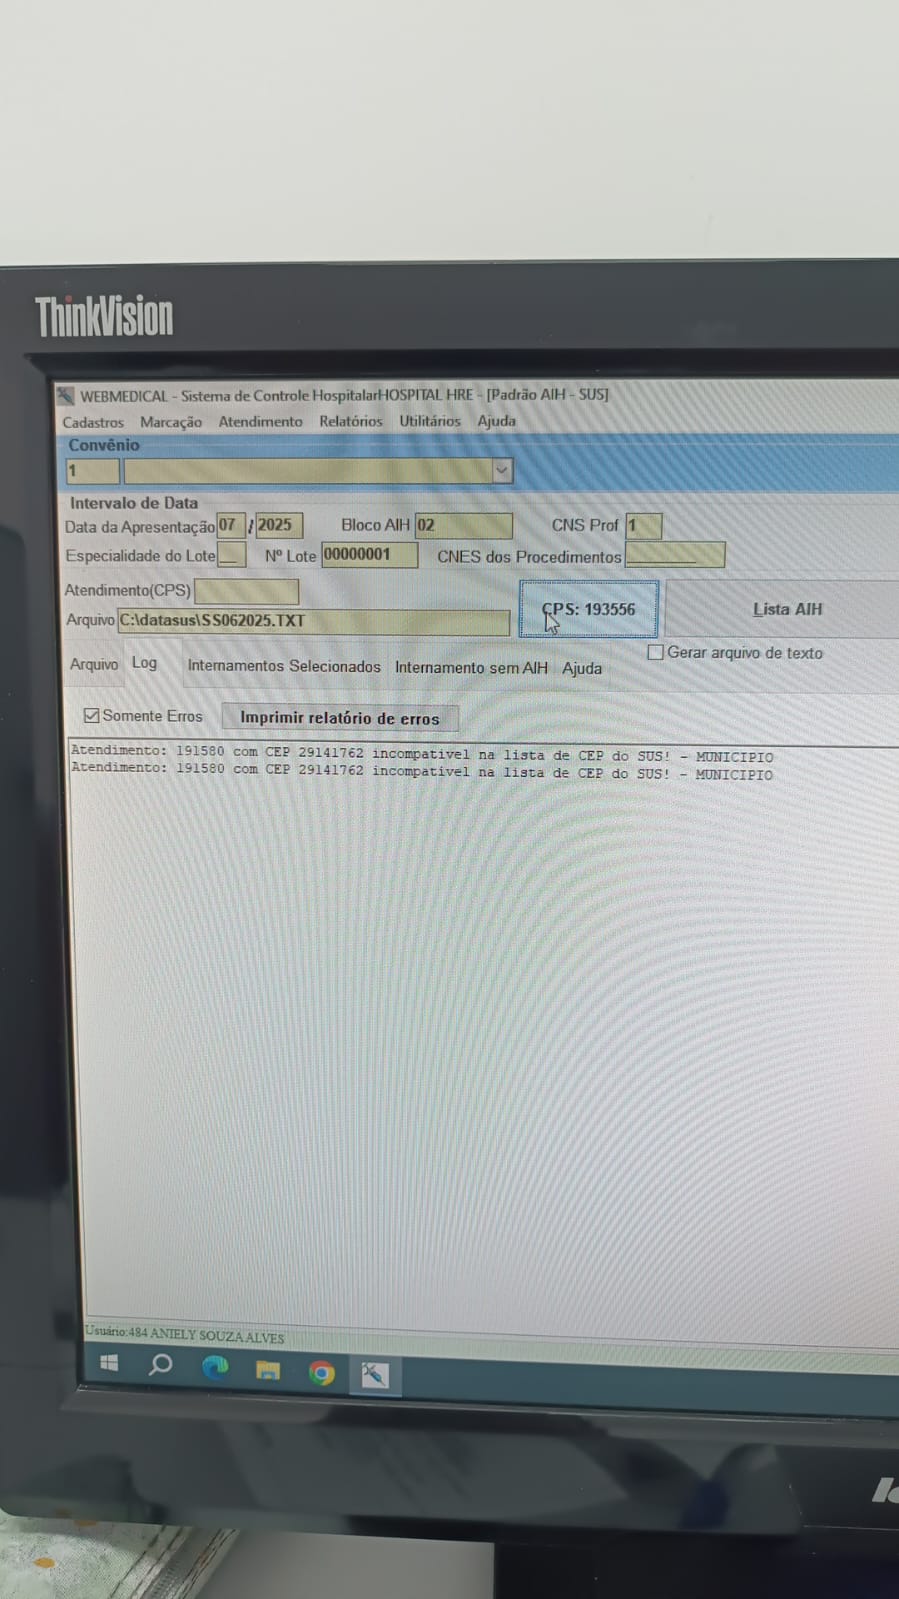 ThinkVision
WEBMEDICAL - Sistema de Controle HospitalarHOSPITAL HRE - [Padrão AIH - SUS]
Cadastros Marcação Atendimento Relatórios Utilitários Ajuda
Convênio
1
Intervalo de Data
Data da Apresentação 07 / 2025 Bloco AIH 02 CNS Prof 1
Especialidade do Lote Nº Lote 00000001 CNES dos Procedimentos
Atendimento(CPS)
CPS: 193556 Lista AIH
Arquivo C:\datasus\SS062025.TXT
Gerar arquivo de texto
Arquivo Log Internamentos Selecionados Internamento sem AIH Ajuda
Somente Erros Imprimir relatório de erros
Atendimento: 191580 com CEP 29141762 incompativel na lista de CEP do SUS! - MUNICIPIO
Atendimento: 191580 com CEP 29141762 incompativel na lista de CEP do SUS! - MUNICIPIO
Usuário:484 ANIELY SOUZA ALVES